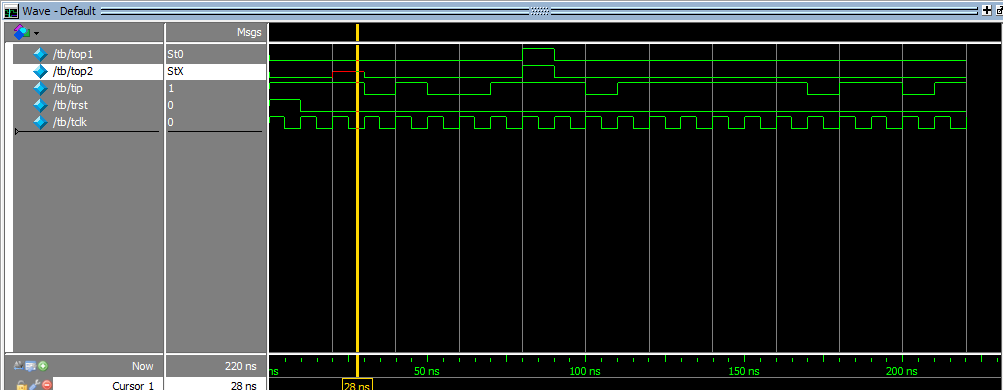 Wave - Default
Msgs
/tb/top1 St0
/tb/top2 StX
/tb/tip 1
/tb/trst 0
/tb/tclk 0
Now 220 ns ns 50 ns 100 ns 150 ns 200 ns
Cursor 1 28 ns 28 ns